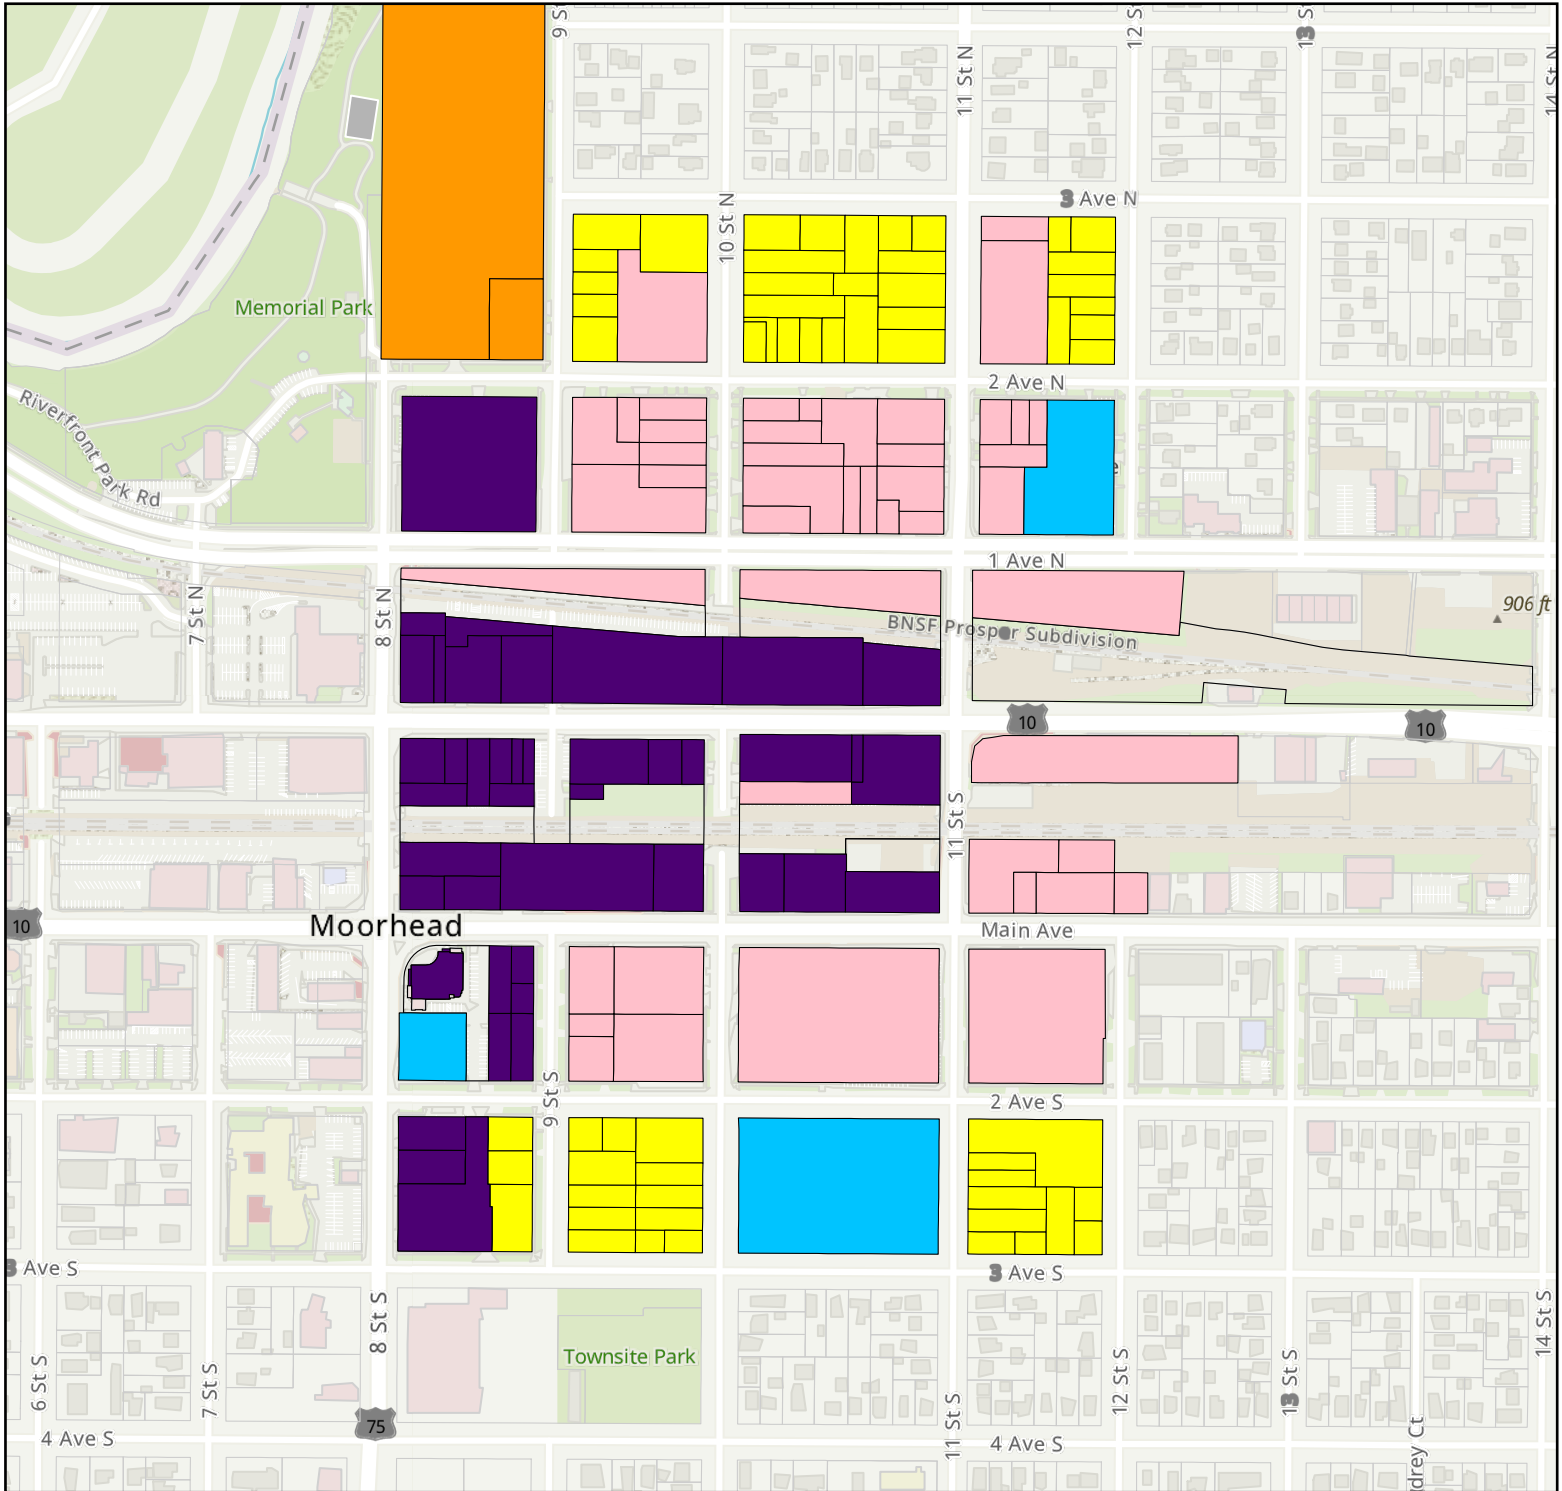 9 St
12 St
13 St
11 St N
14 St N
3 Ave N
10 St N
Memorial Park
2 Ave N
Riverfront Park Rd
1 Ave N
7 St N
8 St N
906 ft
BNSF Prosper Subdivision
10
10
11 St S
10
Moorhead
Main Ave
9 St S
2 Ave S
3 Ave S
3 Ave S
8 St S
14 St S
Townsite Park
6 St S
7 St S
12 St S
13 St S
11 St S
75
4 Ave S
4 Ave S
drey Ct